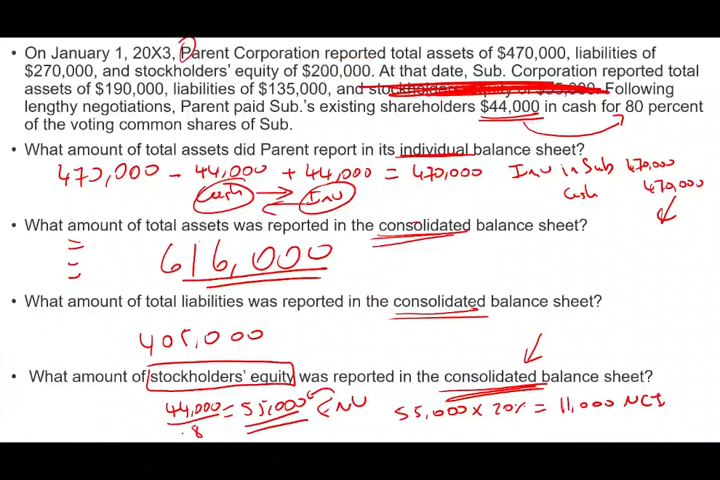 • On January 1, 20X3, Parent Corporation reported total assets of $470,000, liabilities of
$270,000, and stockholders' equity of $200,000. At that date, Sub. Corporation reported total
assets of $190,000, liabilities of $135,000, and stockholders' equity of $55,000. Following
lengthy negotiations, Parent paid Sub.'s existing shareholders $44,000 in cash for 80 percent
of the voting common shares of Sub.
• What amount of total assets did Parent report in its individual balance sheet?
470,000 - 44,000 + 44,000 = 470,000 Inv in Sub 470,000
Cash Inv Cash 470,000
• What amount of total assets was reported in the consolidated balance sheet?
616,000
• What amount of total liabilities was reported in the consolidated balance sheet?
405,000
• What amount of stockholders' equity was reported in the consolidated balance sheet?
44,000 = 55,000 INV 55,000 x 20% = 11,000 NCI
.8